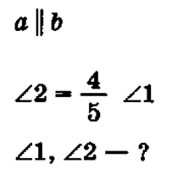 a ∥ b
∠2 = 4/5 ∠1
∠1, ∠2 — ?